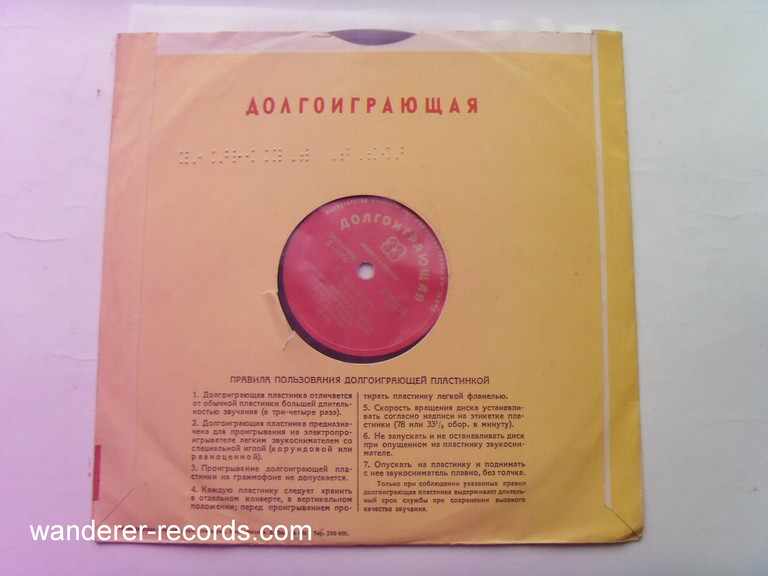 ДОЛГОИГРАЮЩАЯ
ДОЛГОИГРАЮЩАЯ
ПРАВИЛА ПОЛЬЗОВАНИЯ ДОЛГОИГРАЮЩЕЙ ПЛАСТИНКОЙ
1. Долгоиграющая пластинка отличается
от обычной пластинки большей длитель-
ностью звучания (в три-четыре раза).
2. Долгоиграющая пластинка предназна-
чена для проигрывания на электропро-
игрывателе легким звукоснимателем со
специальной иглой (корундовой или
равноценной).
3. Проигрывание долгоиграющей пла-
стинки на граммофоне не допускается.
4. Каждую пластинку следует хранить
в отдельном конверте, в вертикальном
положении; перед проигрыванием про-
тирать пластинку легкой фланелью.
5. Скорость вращения диска устанавли-
вать согласно надписи на этикетке пла-
стинки (78 или 33¹/₃ обор. в минуту).
6. Не запускать и не останавливать диск
при опущенном на пластинку звукосни-
мателе.
7. Опускать на пластинку и поднимать
с нее звукосниматель плавно, без толчка.
Только при соблюдении указанных правил
долгоиграющая пластинка выдерживает длитель-
ный срок службы при сохранении высокого
качества звучания.
wanderer-records.com